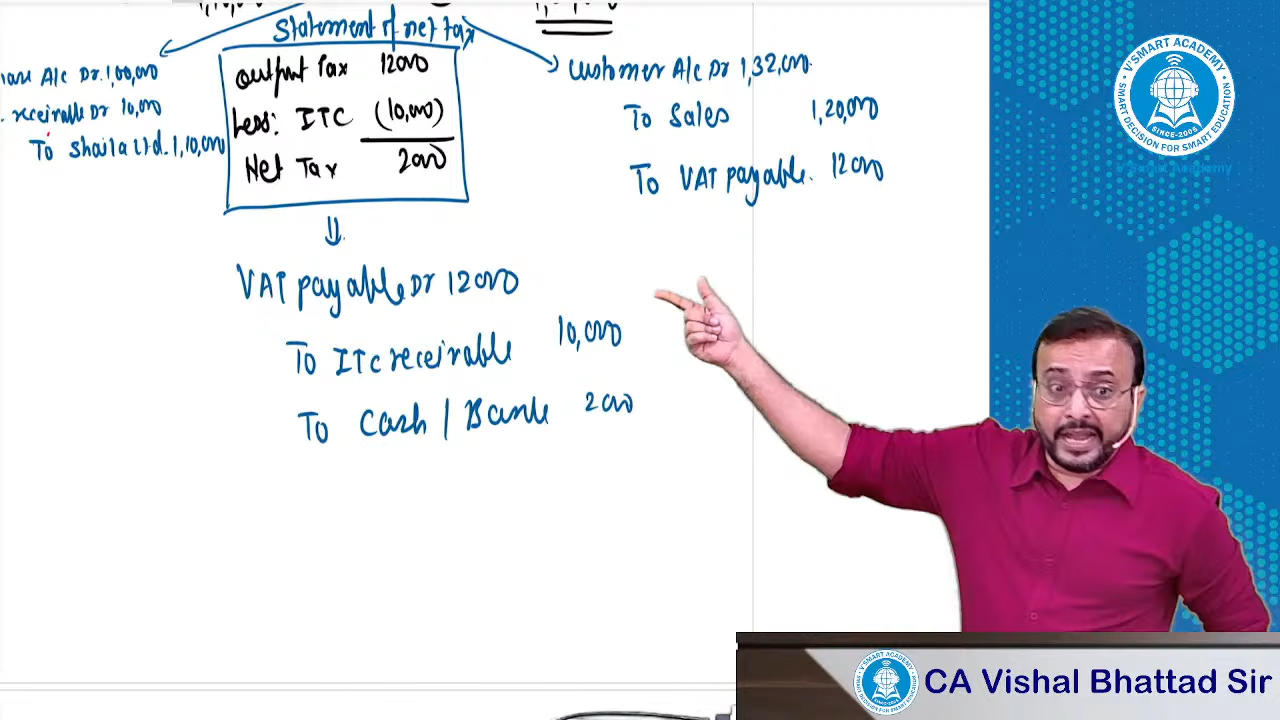 Statement of net tax
Output Tax 12000
Less: ITC (10,000)
Net Tax 2000
A/c Dr. 1,00,000
receivable Dr 10,000
To Shaila Ltd. 1,10,000
Customer A/c Dr 1,32,000
To Sales 1,20,000
To VAT payable. 12000
VAT payable Dr 12000
To ITC receivable 10,000
To Cash / Bank 2000
V'SMART ACADEMY
SMART DECISION FOR SMART EDUCATION
SINCE-2005
CA Vishal Bhattad Sir